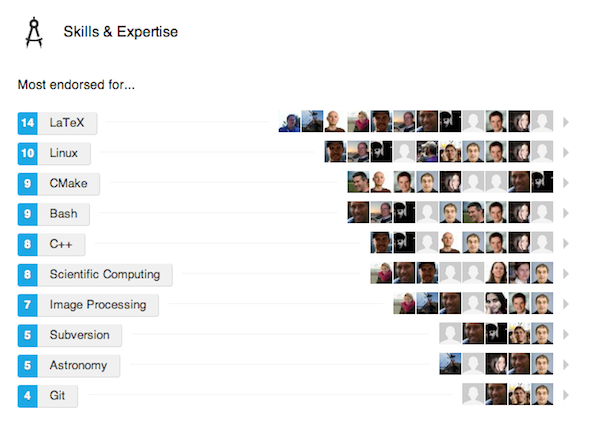 Skills & Expertise
Most endorsed for...
14 LaTeX
10 Linux
9 CMake
9 Bash
8 C++
8 Scientific Computing
7 Image Processing
5 Subversion
5 Astronomy
4 Git